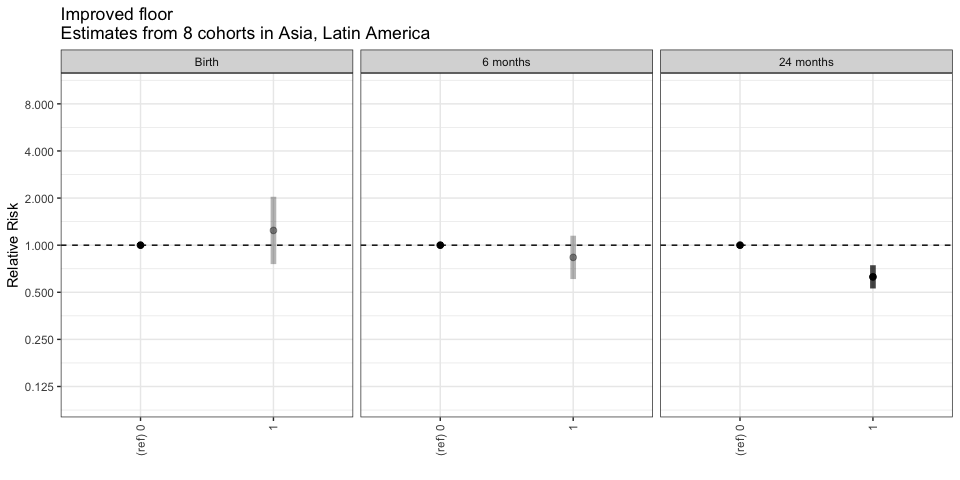 Improved floor
Estimates from 8 cohorts in Asia, Latin America
Birth
6 months
24 months
Relative Risk
8.000
4.000
2.000
1.000
0.500
0.250
0.125
(ref) 0
1
(ref) 0
1
(ref) 0
1